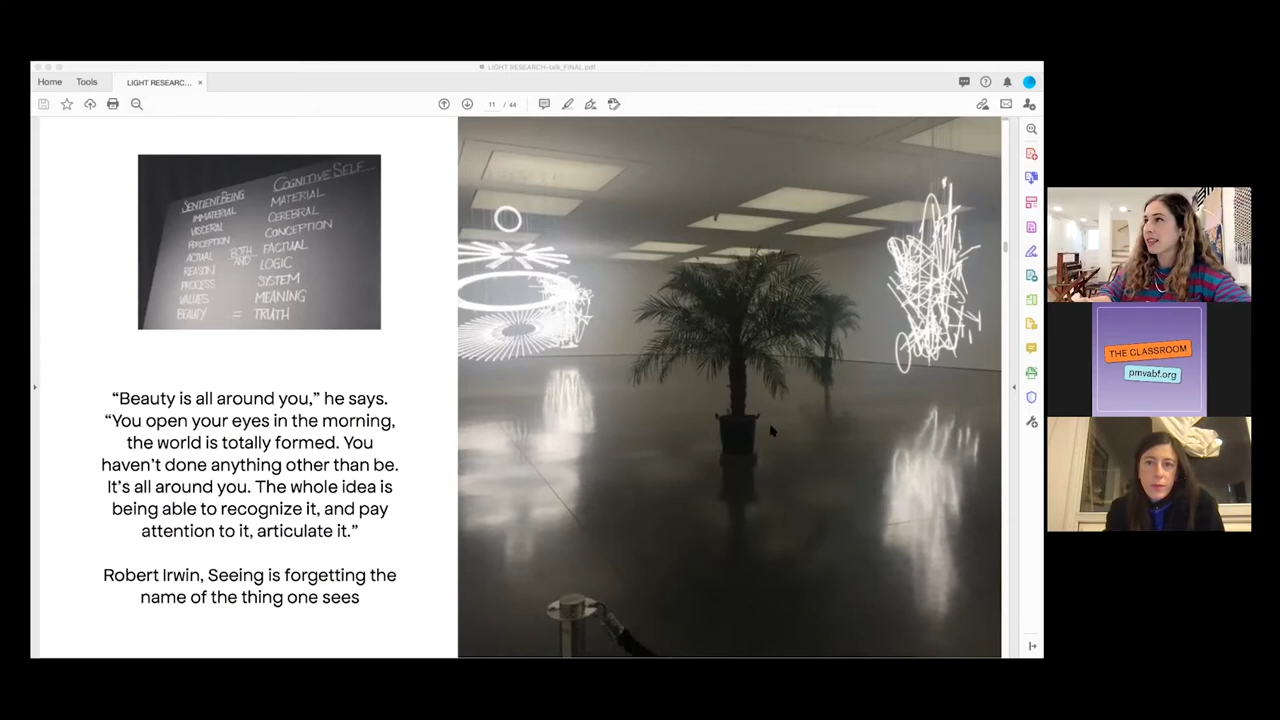 LIGHT RESEARCH-talk_FINAL.pdf
Home Tools LIGHT RESEARC... ×
11 / 44
SENTIENT BEING COGNITIVE SELF
IMMATERIAL MATERIAL
VISCERAL CEREBRAL
PERCEPTION CONCEPTION
ACTUAL BOTH AND FACTUAL
REASON LOGIC
PROCESS SYSTEM
VALUES MEANING
BEAUTY = TRUTH
“Beauty is all around you,” he says.
“You open your eyes in the morning,
the world is totally formed. You
haven’t done anything other than be.
It’s all around you. The whole idea is
being able to recognize it, and pay
attention to it, articulate it.”
Robert Irwin, Seeing is forgetting the
name of the thing one sees
THE CLASSROOM
pmvabf.org